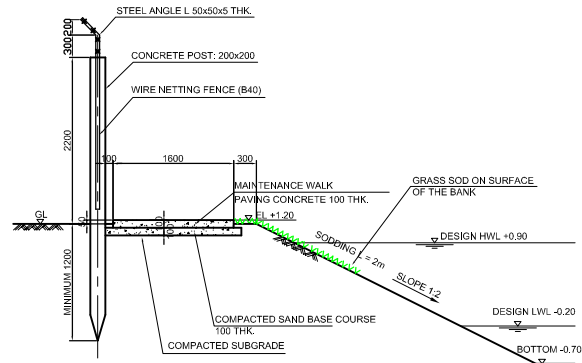 STEEL ANGLE L 50x50x5 THK.
300
200
CONCRETE POST: 200x200
WIRE NETTING FENCE (B40)
2200
100
1600
300
MAINTENANCE WALK
PAVING CONCRETE 100 THK.
GRASS SOD ON SURFACE
OF THE BANK
GL
50
100
100
EL +1.20
DESIGN HWL +0.90
SODDING L = 2m
SLOPE 1:2
MINIMUM 1200
COMPACTED SAND BASE COURSE
100 THK.
COMPACTED SUBGRADE
DESIGN LWL -0.20
BOTTOM -0.70